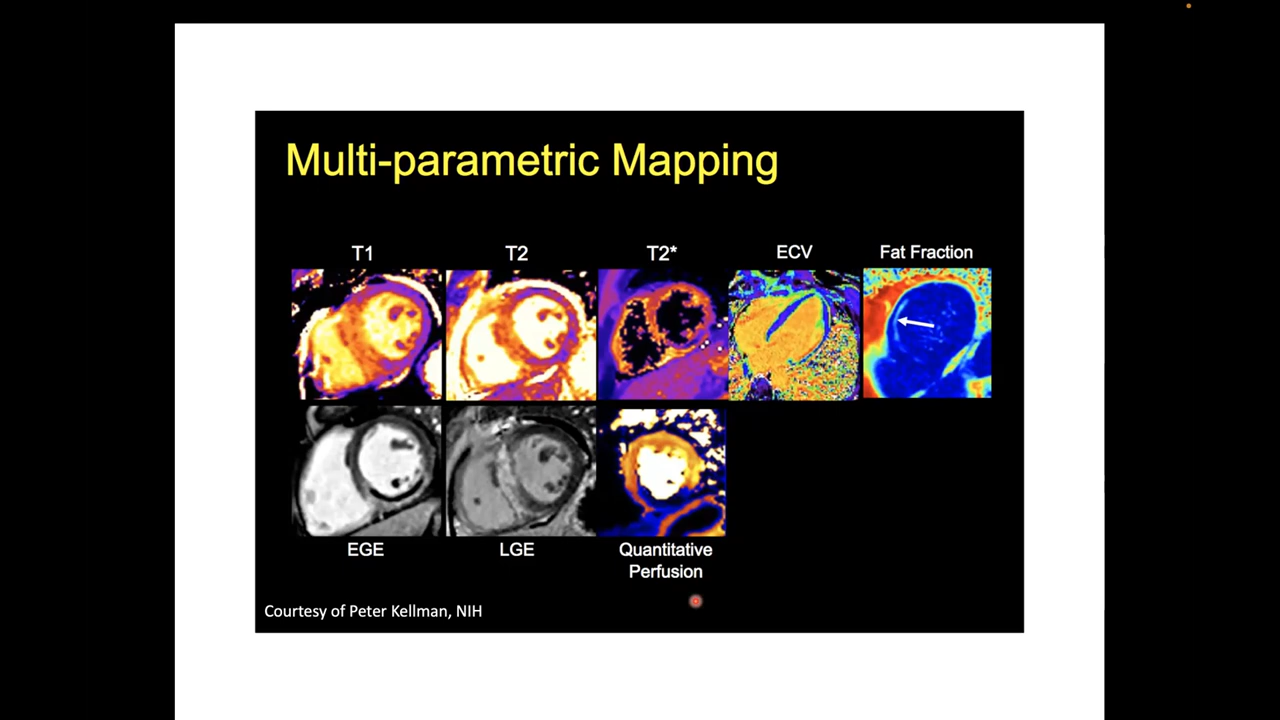 Multi-parametric Mapping
T1
T2
T2*
ECV
Fat Fraction
EGE
LGE
Quantitative
Perfusion
Courtesy of Peter Kellman, NIH